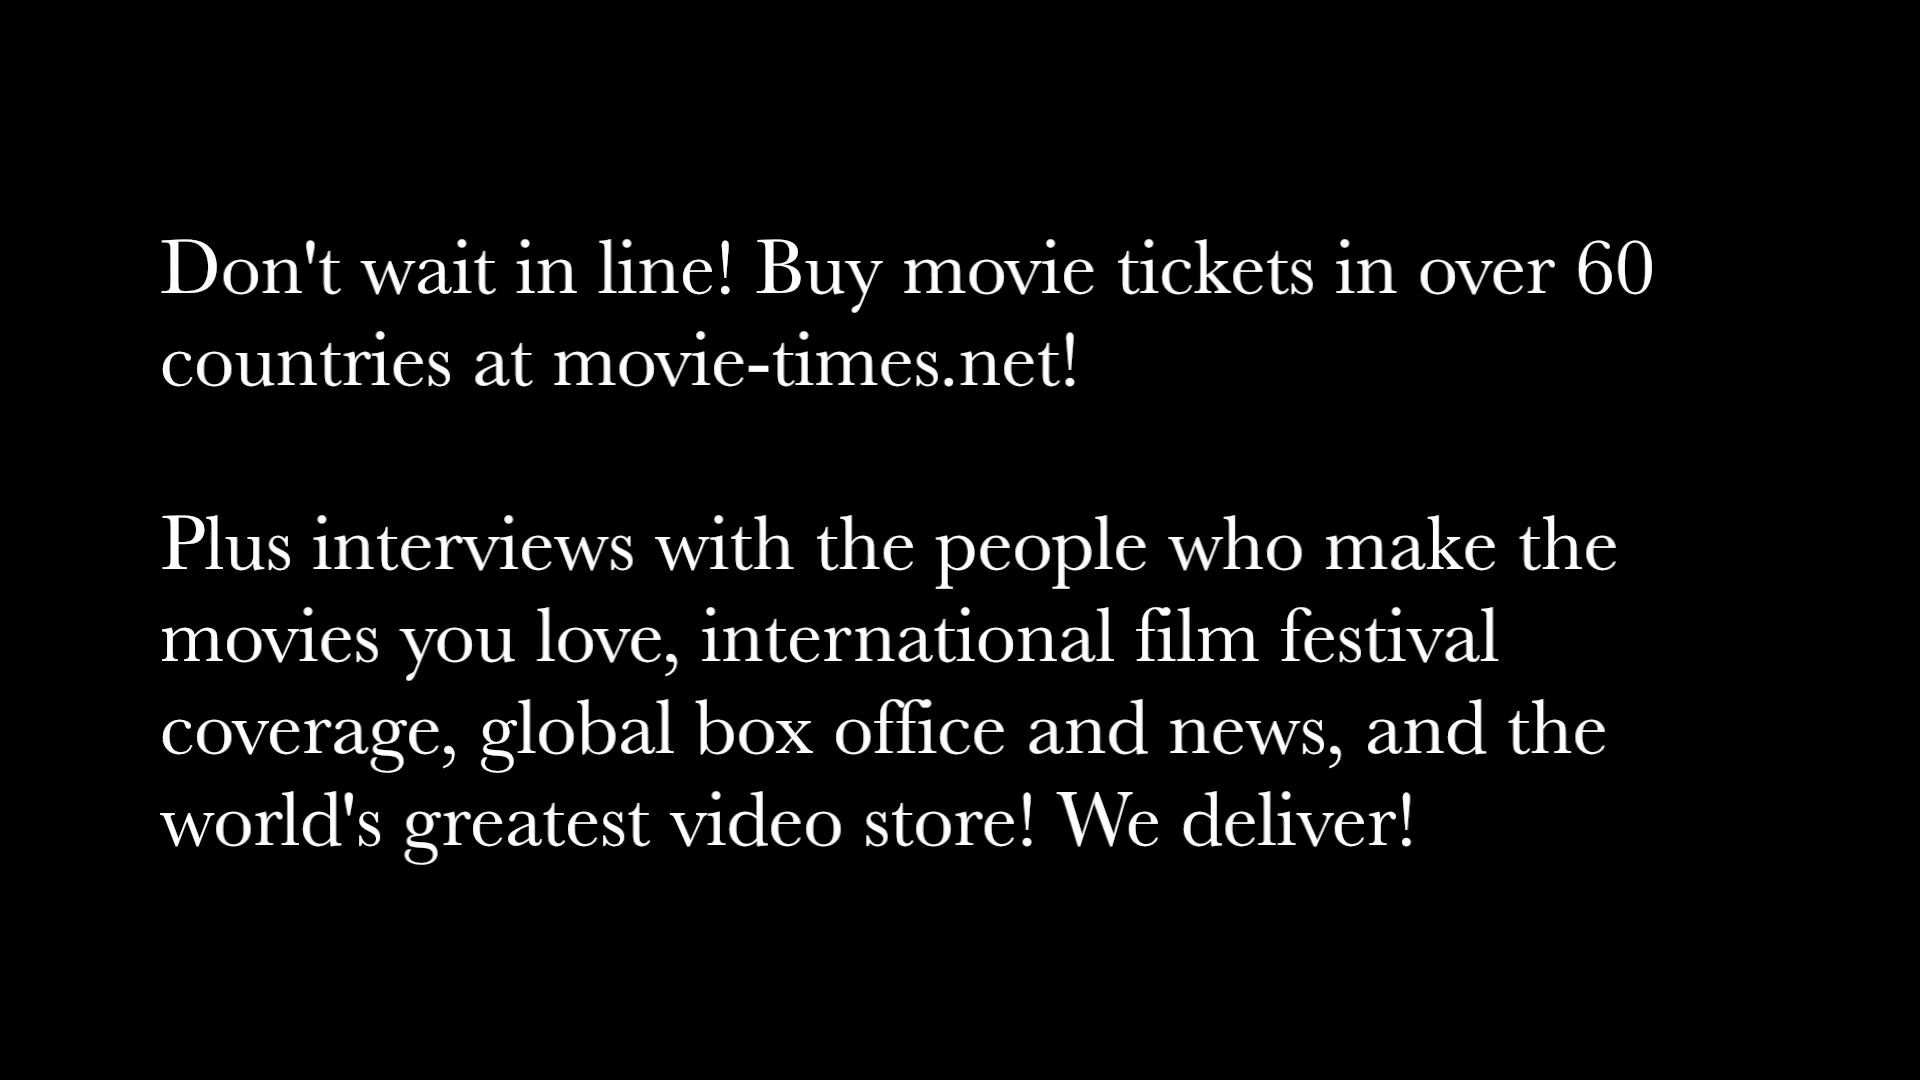 Don't wait in line! Buy movie tickets in over 60
countries at movie-times.net!
Plus interviews with the people who make the
movies you love, international film festival
coverage, global box office and news, and the
world's greatest video store! We deliver!